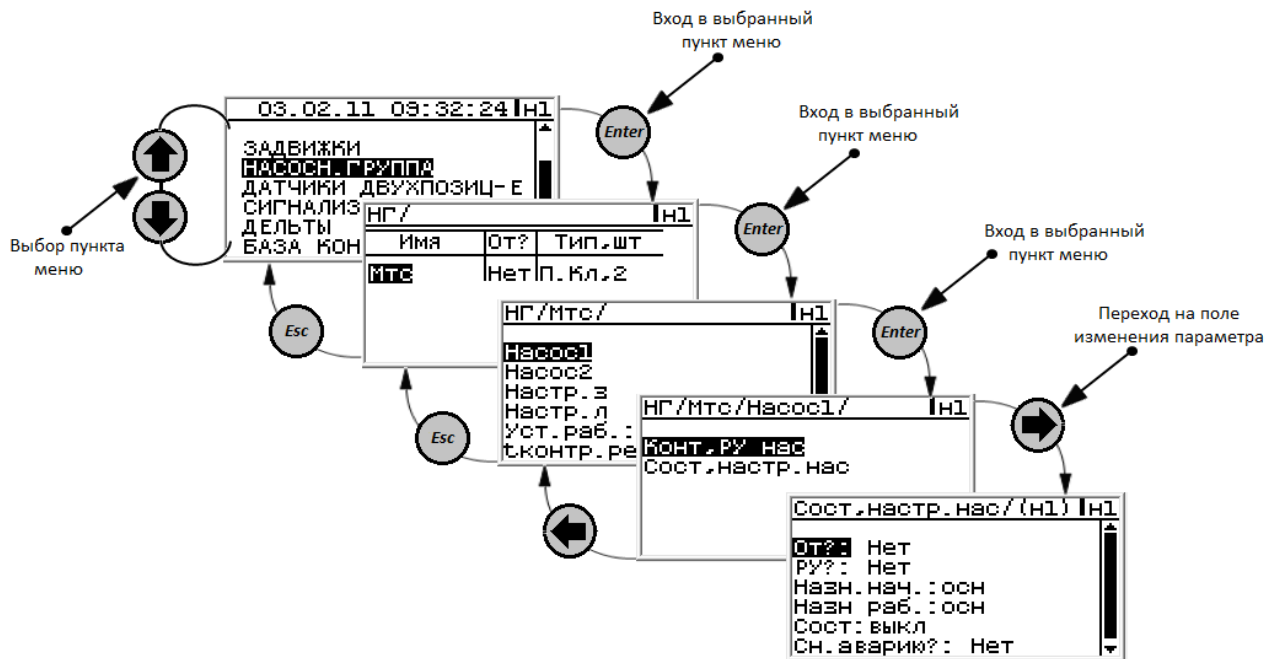 Вход в выбранный
пункт меню
03.02.11 09:32:24 н1
Enter
Вход в выбранный
пункт меню
ЗАДВИЖКИ
НАСОСН.ГРУППА
ДАТЧИКИ ДВУХПОЗИЦ-Е
СИГНАЛИЗ
ДЕЛЬТЫ
БАЗА КОН
Выбор пункта
меню
НГ/ н1
Имя От? Тип,шт
Мтс Нет П.Кл,2
Enter
Вход в выбранный
пункт меню
Esc
НГ/Мтс/ н1
Насос1
Насос2
Настр.з
Настр.л
Уст.раб.:
tконтр.ре
Enter
Переход на поле
изменения параметра
Esc
НГ/Мтс/Насос1/ н1
Конт,РУ нас
Сост,настр.нас
Сост,настр.нас/(н1) н1
От?: Нет
РУ?: Нет
Назн.нач.:осн
Назн раб.:осн
Сост:выкл
Сн.аварию?: Нет